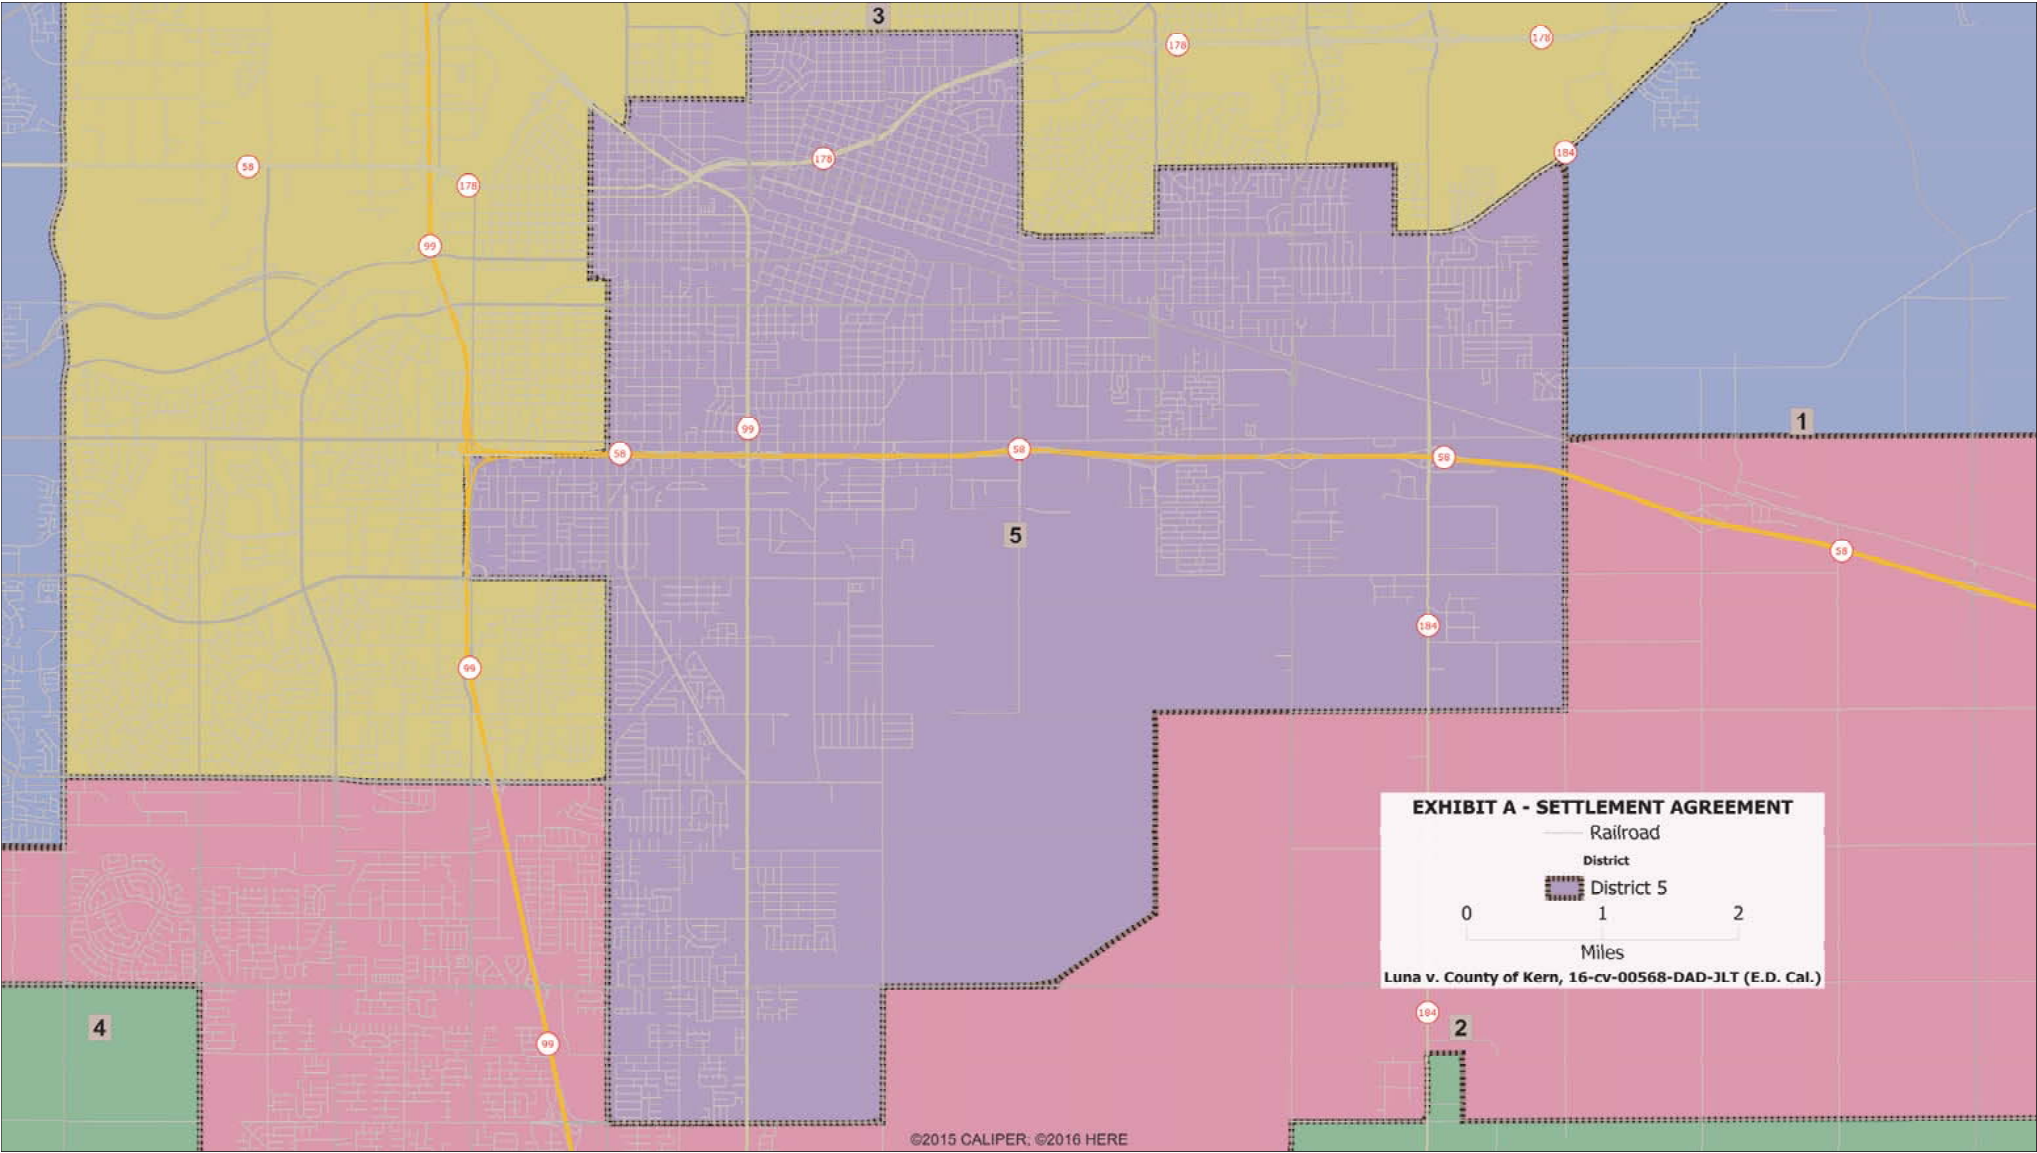 3
178
178
58
178
178
184
99
1
99
58
58
58
5
58
184
99
EXHIBIT A - SETTLEMENT AGREEMENT
Railroad
District
District 5
0 1 2
Miles
Luna v. County of Kern, 16-cv-00568-DAD-JLT (E.D. Cal.)
184
4
2
99
©2015 CALIPER; ©2016 HERE